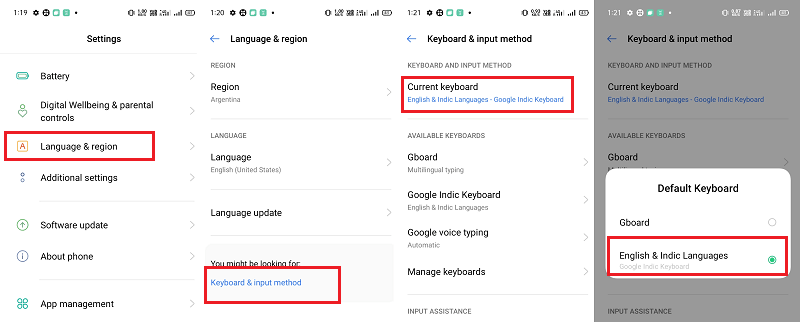 1:19
Settings
Battery
Digital Wellbeing & parental
controls
Language & region
Additional settings
Software update
About phone
App management
1:20
Language & region
REGION
Region
Argentina
LANGUAGE
Language
English (United States)
Language update
You might be looking for:
Keyboard & input method
1:21
Keyboard & input method
KEYBOARD AND INPUT METHOD
Current keyboard
English & Indic Languages - Google Indic Keyboard
AVAILABLE KEYBOARDS
Gboard
Multilingual typing
Google Indic Keyboard
English & Indic Languages
Google voice typing
Automatic
Manage keyboards
INPUT ASSISTANCE
1:21
Keyboard & input method
KEYBOARD AND INPUT METHOD
Current keyboard
English & Indic Languages - Google Indic Keyboard
AVAILABLE KEYBOARDS
Gboard
Default Keyboard
Gboard
English & Indic Languages
Google Indic Keyboard
INPUT ASSISTANCE